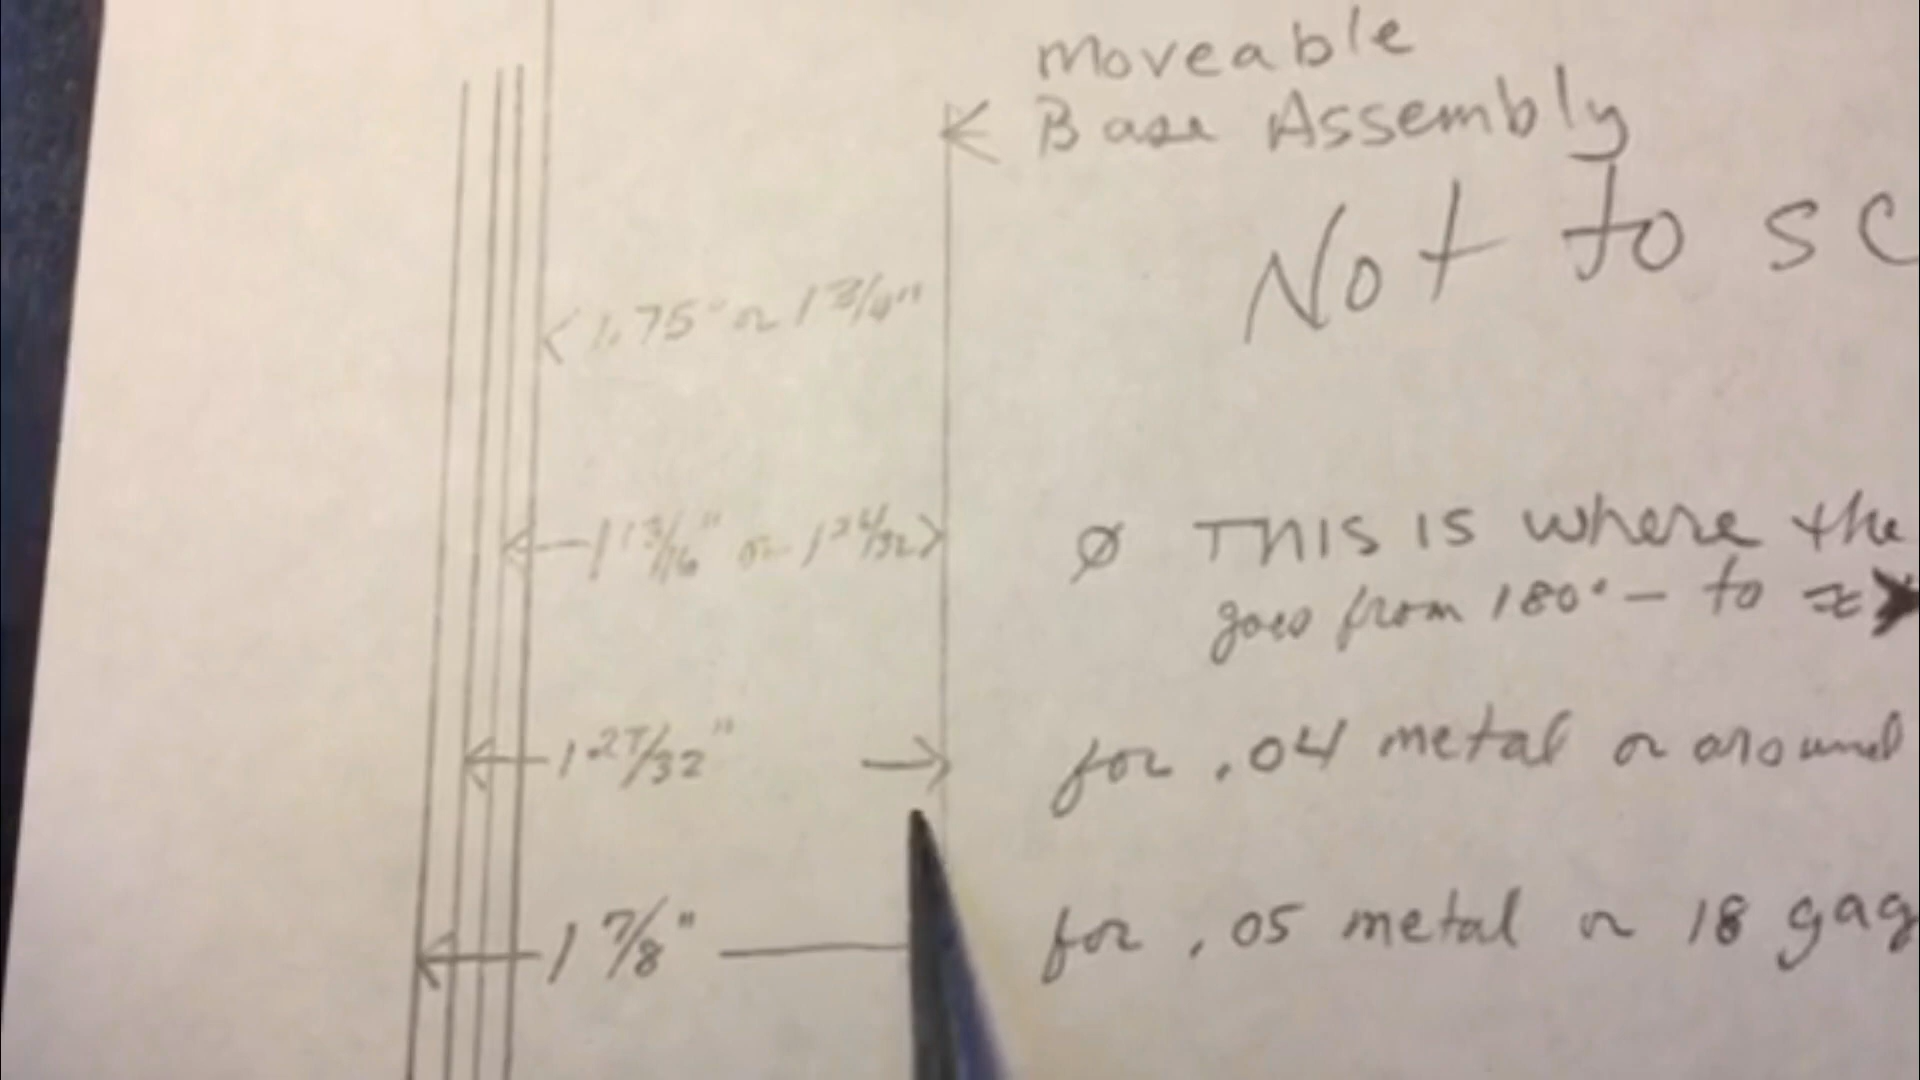 Moveable
Base Assembly
Not to sc
1.75" or 1 3/4"
1 13/16" or 1 26/32
Ø THIS IS where the
goes from 180° - to
1 27/32"
for .04 metal or around
1 7/8"
for .05 metal or 18 gag